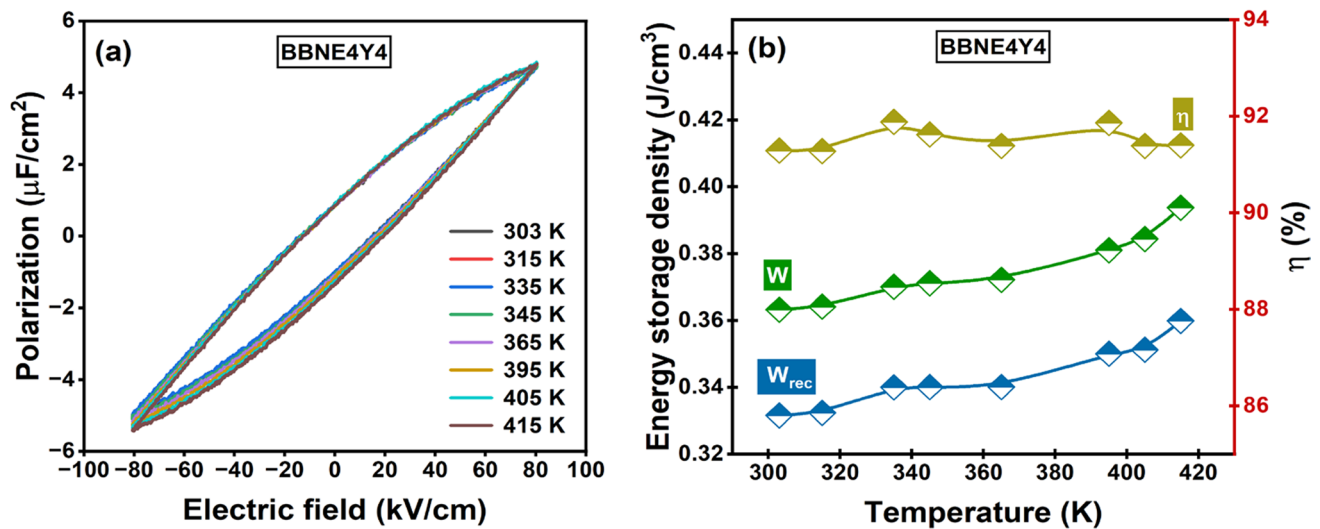 (a)
BBNE4Y4
Polarization (μF/cm²)
6
4
2
0
−2
−4
−6
303 K
315 K
335 K
345 K
365 K
395 K
405 K
415 K
−100 −80 −60 −40 −20 0 20 40 60 80 100
Electric field (kV/cm)
(b)
BBNE4Y4
Energy storage density (J/cm³)
0.44
0.42
0.40
0.38
0.36
0.34
0.32
η
W
Wrec
94
92
90
88
86
η (%)
300 320 340 360 380 400 420
Temperature (K)